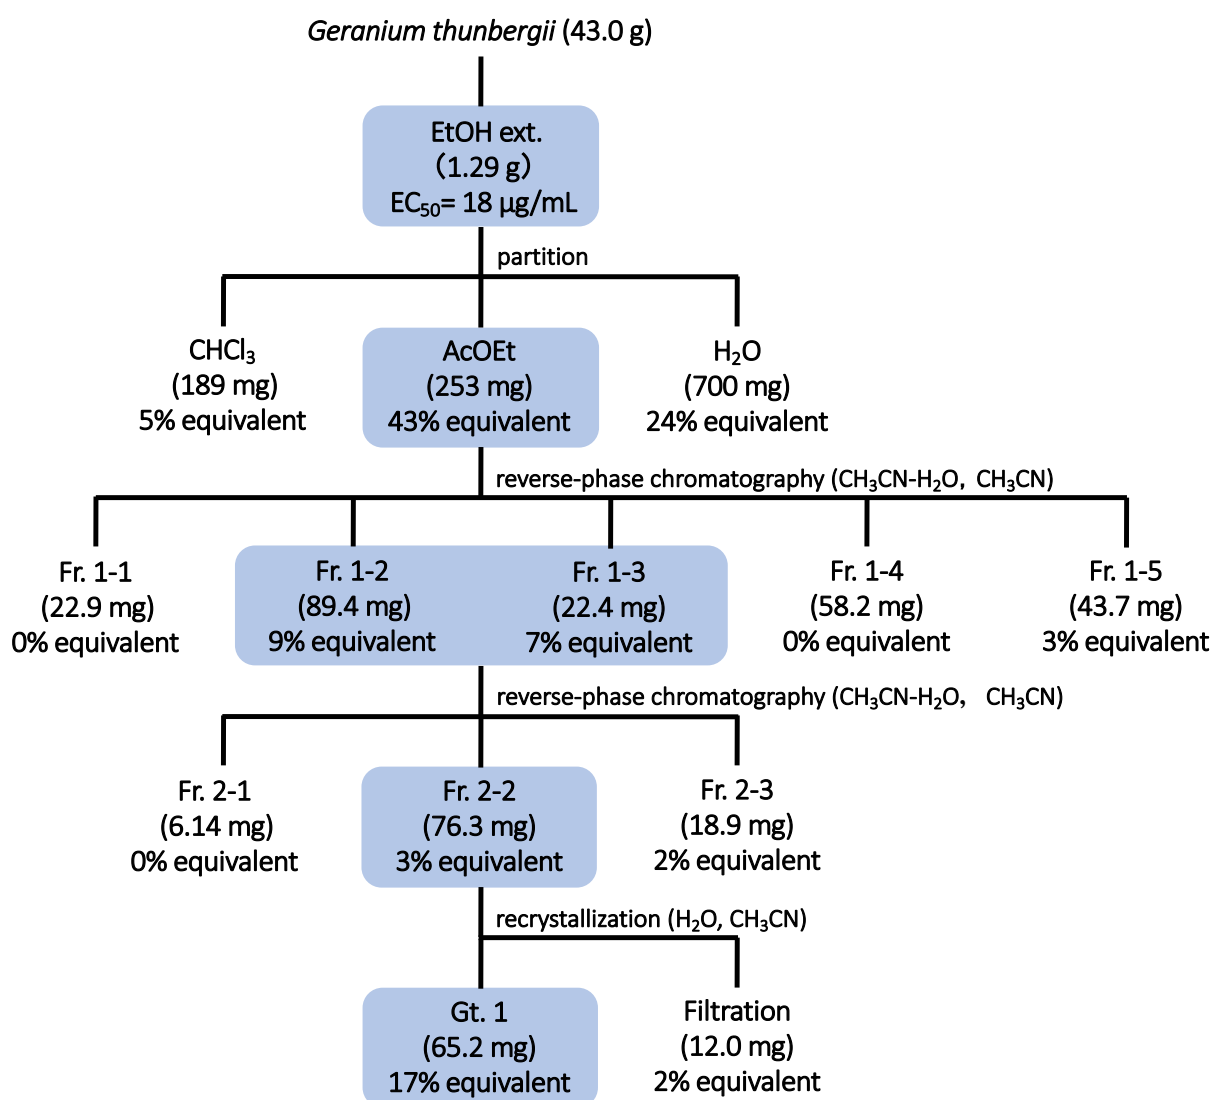 Geranium thunbergii (43.0 g)
EtOH ext.
(1.29 g)
EC₅₀= 18 µg/mL
partition
CHCl₃
(189 mg)
5% equivalent
AcOEt
(253 mg)
43% equivalent
H₂O
(700 mg)
24% equivalent
reverse-phase chromatography (CH₃CN-H₂O, CH₃CN)
Fr. 1-1
(22.9 mg)
0% equivalent
Fr. 1-2
(89.4 mg)
9% equivalent
Fr. 1-3
(22.4 mg)
7% equivalent
Fr. 1-4
(58.2 mg)
0% equivalent
Fr. 1-5
(43.7 mg)
3% equivalent
reverse-phase chromatography (CH₃CN-H₂O, CH₃CN)
Fr. 2-1
(6.14 mg)
0% equivalent
Fr. 2-2
(76.3 mg)
3% equivalent
Fr. 2-3
(18.9 mg)
2% equivalent
recrystallization (H₂O, CH₃CN)
Gt. 1
(65.2 mg)
17% equivalent
Filtration
(12.0 mg)
2% equivalent